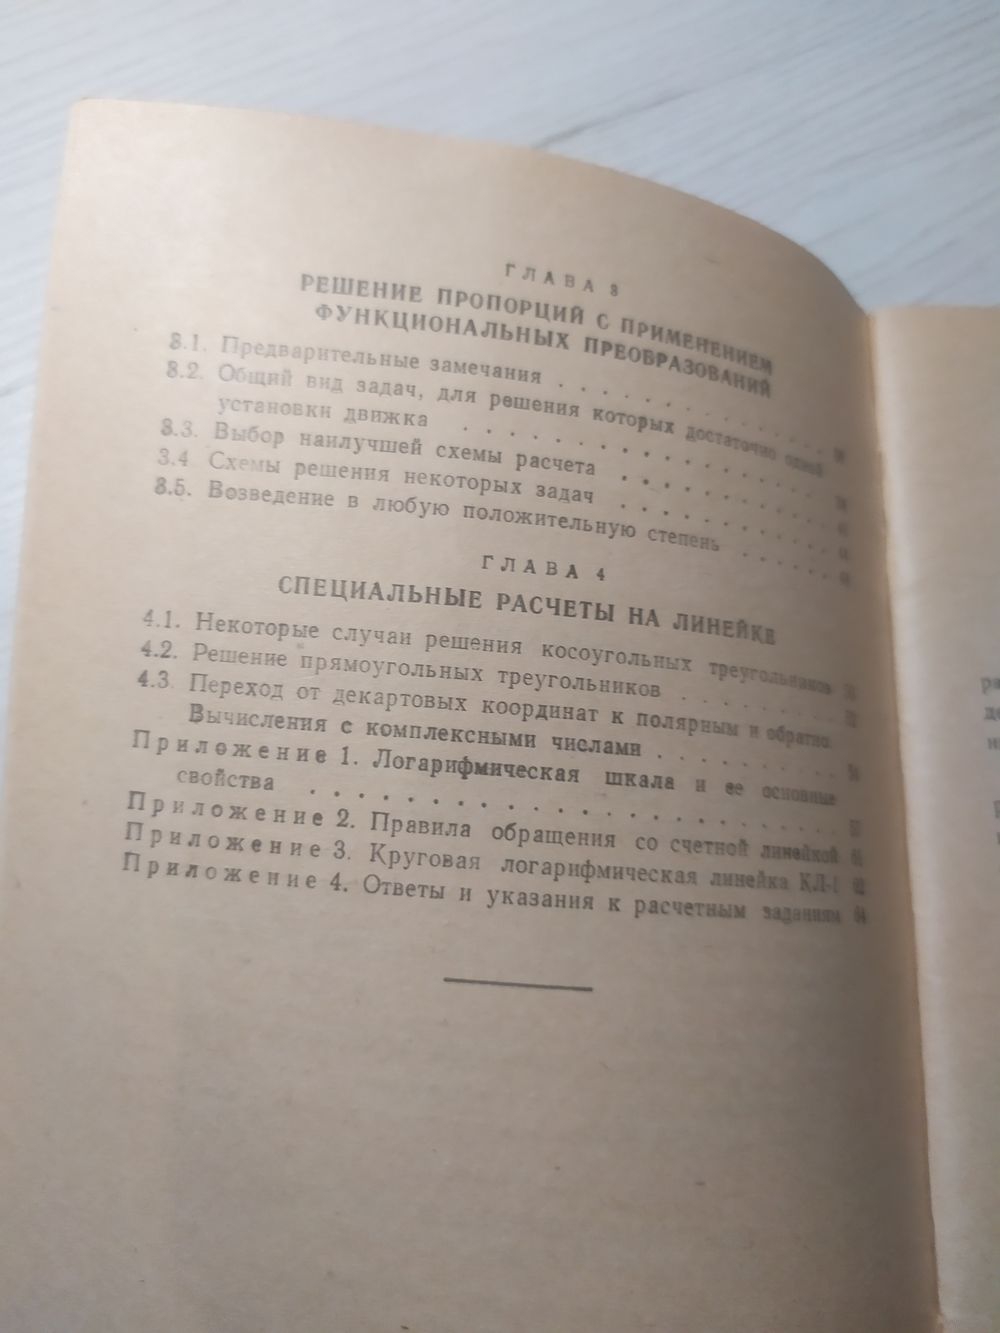 ГЛАВА 3
РЕШЕНИЕ ПРОПОРЦИЙ С ПРИМЕНЕНИЕМ
ФУНКЦИОНАЛЬНЫХ ПРЕОБРАЗОВАНИЙ
3.1. Предварительные замечания . . . . . . . . . . .
3.2. Общий вид задач, для решения которых достаточно одной
установки движка . . . . . . . . . . . . . . .
3.3. Выбор наилучшей схемы расчета . . . . . . . . .
3.4 Схемы решения некоторых задач . . . . . . . . .
3.5. Возведение в любую положительную степень . . . . .
ГЛАВА 4
СПЕЦИАЛЬНЫЕ РАСЧЕТЫ НА ЛИНЕЙКЕ
4.1. Некоторые случаи решения косоугольных треугольников
4.2. Решение прямоугольных треугольников . . . . . . .
4.3 Переход от декартовых координат к полярным и обратно.
Вычисления с комплексными числами . . . . . . . .
Приложение 1. Логарифмическая шкала и ее основные
свойства . . . . . . . . . . . . . . . . . .
Приложение 2. Правила обращения со счетной линейкой
Приложение 3. Круговая логарифмическая линейка КЛ-1
Приложение 4. Ответы и указания к расчетным заданиям 64